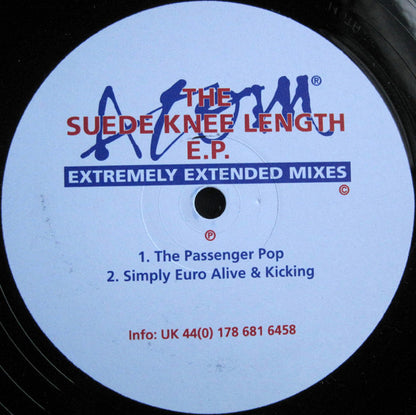 Atom®
THE
SUEDE KNEE LENGTH
E.P.
EXTREMELY EXTENDED MIXES
©
℗
1. The Passenger Pop
2. Simply Euro Alive & Kicking
Info: UK 44(0) 178 681 6458